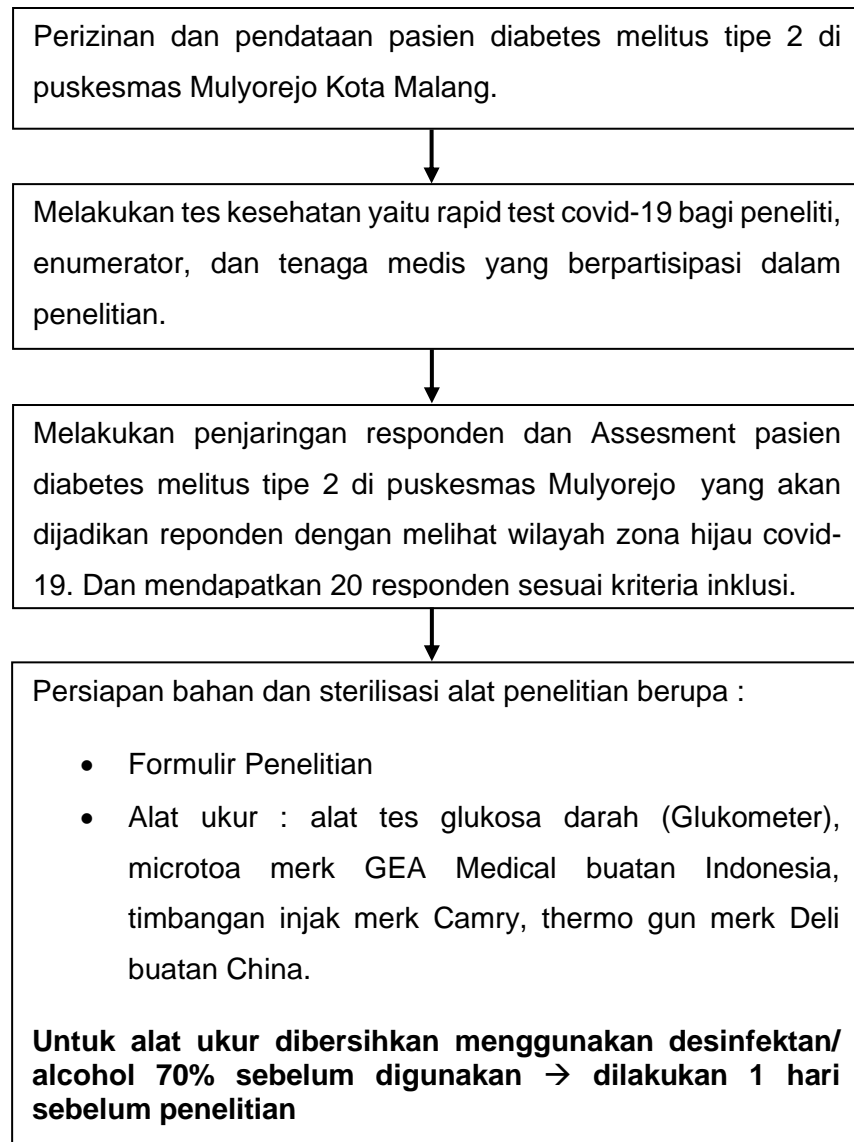 Perizinan dan pendataan pasien diabetes melitus tipe 2 di
puskesmas Mulyorejo Kota Malang.
Melakukan tes kesehatan yaitu rapid test covid-19 bagi peneliti,
enumerator, dan tenaga medis yang berpartisipasi dalam
penelitian.
Melakukan penjaringan responden dan Assesment pasien
diabetes melitus tipe 2 di puskesmas Mulyorejo yang akan
dijadikan reponden dengan melihat wilayah zona hijau covid-
19. Dan mendapatkan 20 responden sesuai kriteria inklusi.
Persiapan bahan dan sterilisasi alat penelitian berupa :
• Formulir Penelitian
• Alat ukur : alat tes glukosa darah (Glukometer),
microtoa merk GEA Medical buatan Indonesia,
timbangan injak merk Camry, thermo gun merk Deli
buatan China.
Untuk alat ukur dibersihkan menggunakan desinfektan/
alcohol 70% sebelum digunakan → dilakukan 1 hari
sebelum penelitian